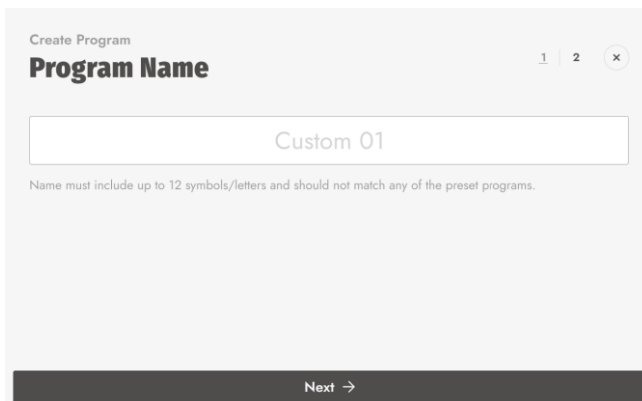 Create Program
Program Name
1 2 ×
Custom 01
Name must include up to 12 symbols/letters and should not match any of the preset programs.
Next →